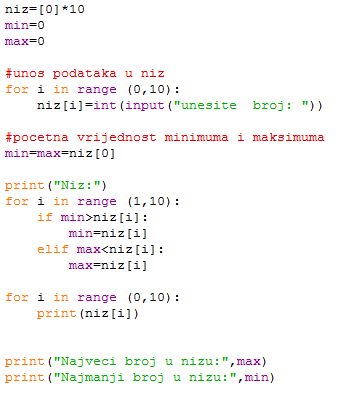 niz=[0]*10
min=0
max=0
#unos podataka u niz
for i in range (0,10):
    niz[i]=int(input("unesite  broj: "))
#pocetna vrijednost minimuma i maksimuma
min=max=niz[0]
print("Niz:")
for i in range (1,10):
    if min>niz[i]:
        min=niz[i]
    elif max<niz[i]:
        max=niz[i]
for i in range (0,10):
    print(niz[i])
print("Najveci broj u nizu:",max)
print("Najmanji broj u nizu:",min)